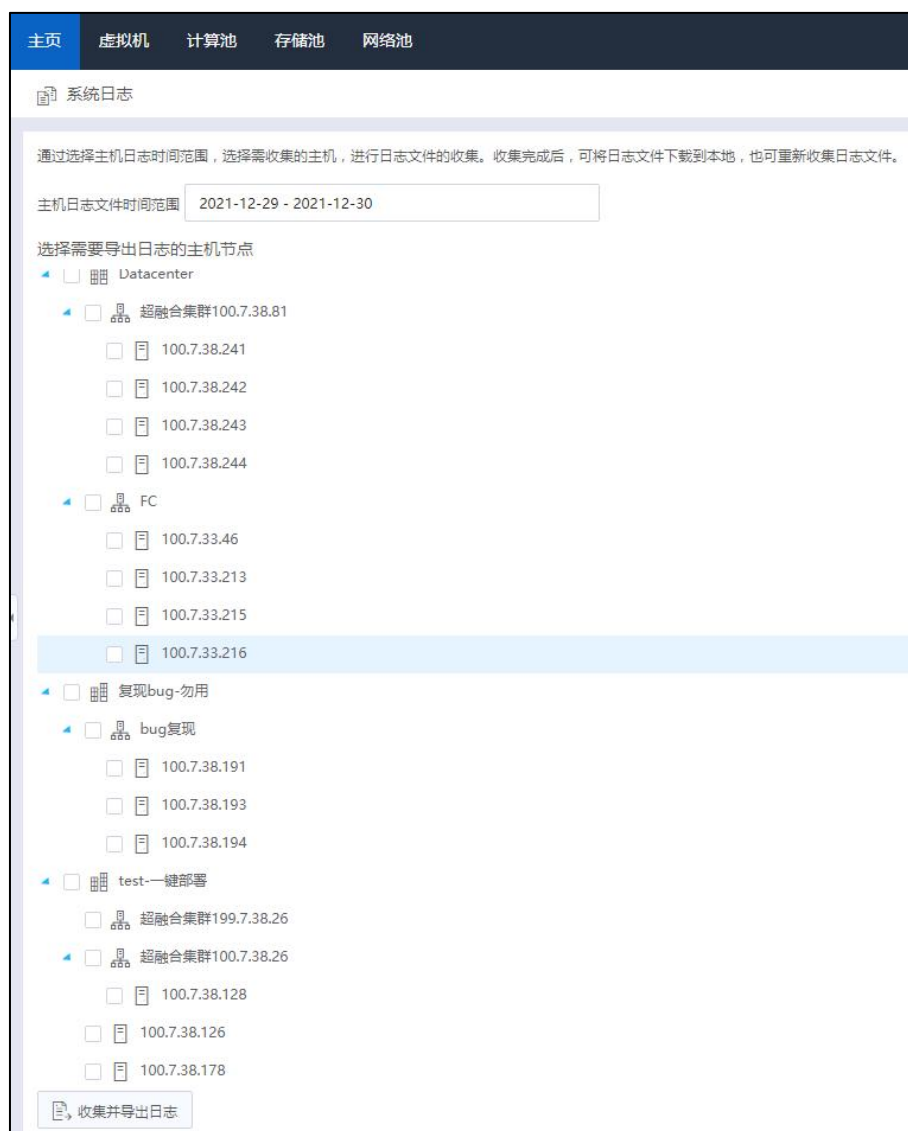 主页 虚拟机 计算池 存储池 网络池
系统日志
通过选择主机日志时间范围，选择需收集的主机，进行日志文件的收集。收集完成后，可将日志文件下载到本地，也可重新收集日志文件。
主机日志文件时间范围 2021-12-29 - 2021-12-30
选择需要导出日志的主机节点
Datacenter
超融合集群100.7.38.81
100.7.38.241
100.7.38.242
100.7.38.243
100.7.38.244
FC
100.7.33.46
100.7.33.213
100.7.33.215
100.7.33.216
复现bug-勿用
bug复现
100.7.38.191
100.7.38.193
100.7.38.194
test-一键部署
超融合集群199.7.38.26
超融合集群100.7.38.26
100.7.38.128
100.7.38.126
100.7.38.178
收集并导出日志